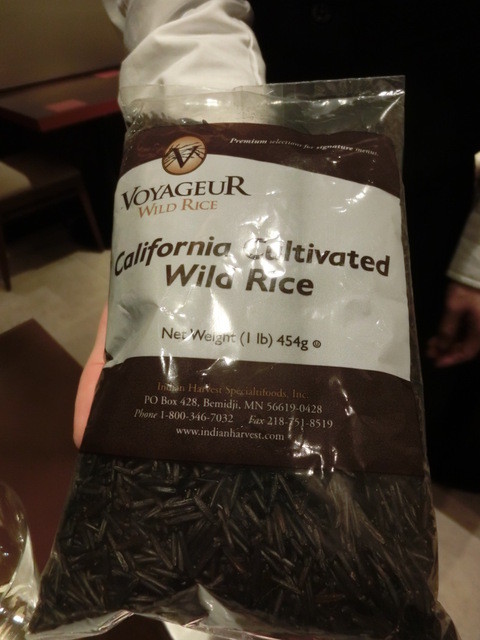 Premium selections for signature menus.
V
VOYAGEUR
WILD RICE
California Cultivated
Wild Rice
Net Weight (1 lb) 454g
Indian Harvest Specialtifoods, Inc.
PO Box 428, Bemidji, MN 56619-0428
Phone 1-800-346-7032 Fax 218-751-8519
www.indianharvest.com